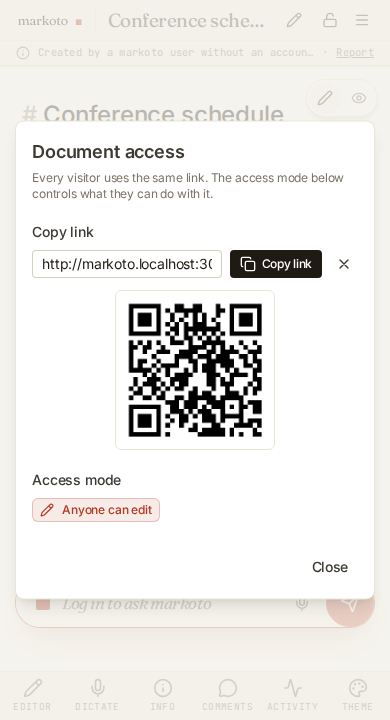 markoto
Conference sche...
Created by a markoto user without an accoun... · Report
# Conference schedule
Document access
Every visitor uses the same link. The access mode below
controls what they can do with it.
Copy link
http://markoto.localhost:30
Copy link
Access mode
Anyone can edit
Close
Log in to ask markoto
EDITOR
DICTATE
INFO
COMMENTS
ACTIVITY
THEME